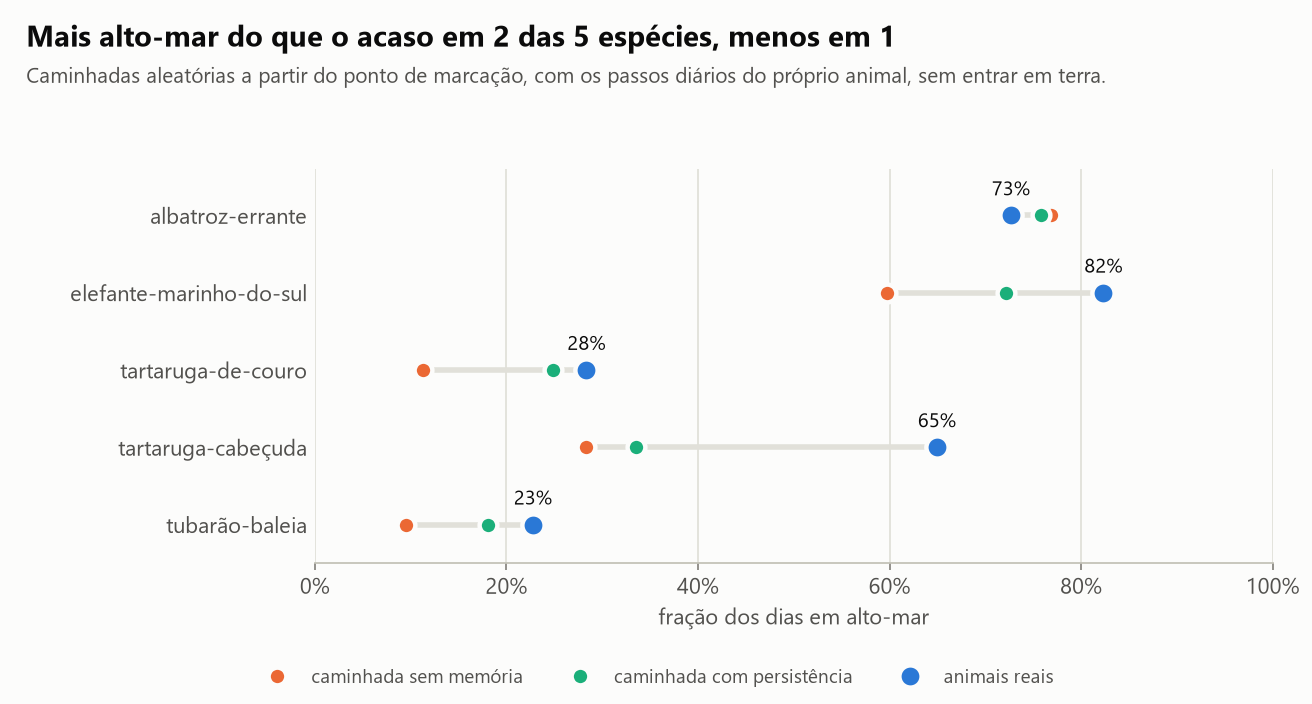 Mais alto-mar do que o acaso em 2 das 5 espécies, menos em 1
Caminhadas aleatórias a partir do ponto de marcação, com os passos diários do próprio animal, sem entrar em terra.
albatroz-errante
73%
elefante-marinho-do-sul
82%
tartaruga-de-couro
28%
tartaruga-cabeçuda
65%
tubarão-baleia
23%
0% 20% 40% 60% 80% 100%
fração dos dias em alto-mar
caminhada sem memória caminhada com persistência animais reais